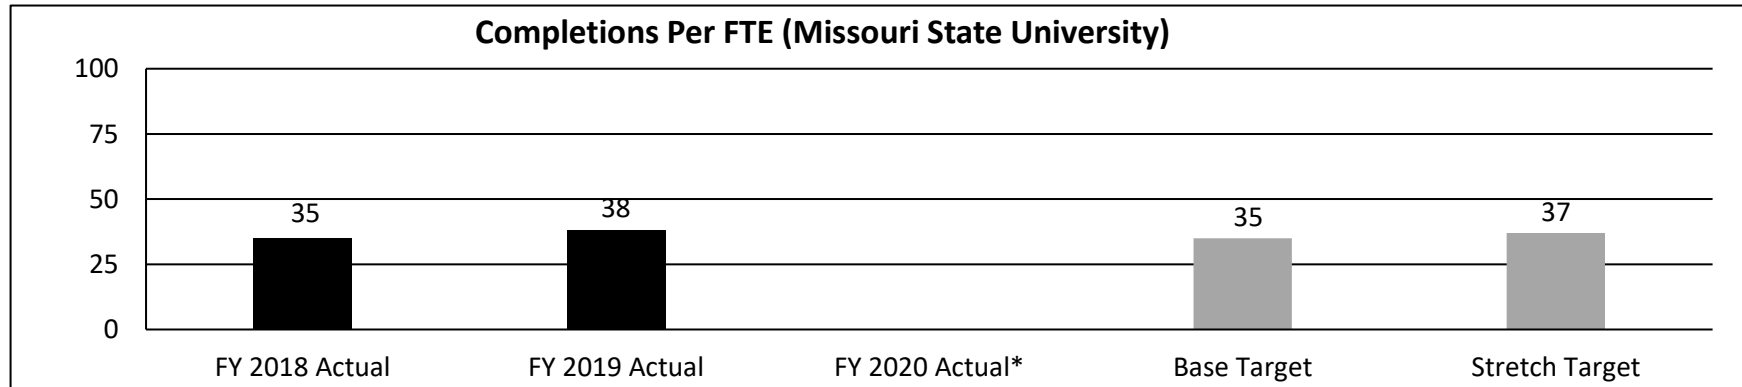 Completions Per FTE (Missouri State University)
100
75
50
25
0
35
38
35
37
FY 2018 Actual
FY 2019 Actual
FY 2020 Actual*
Base Target
Stretch Target